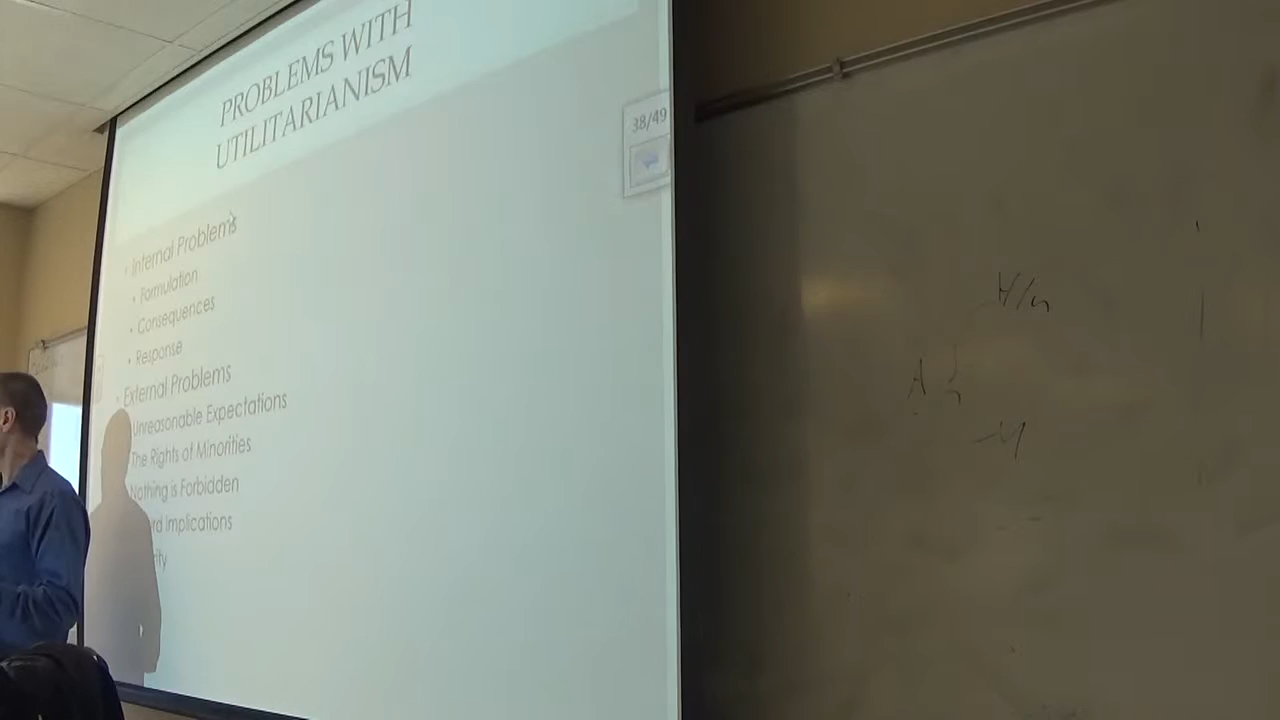 PROBLEMS WITH
UTILITARIANISM
38/49
• Internal Problems
• Formulation
• Consequences
• Response
• External Problems
Unreasonable Expectations
The Rights of Minorities
Nothing is Forbidden
Implications
H/m
A